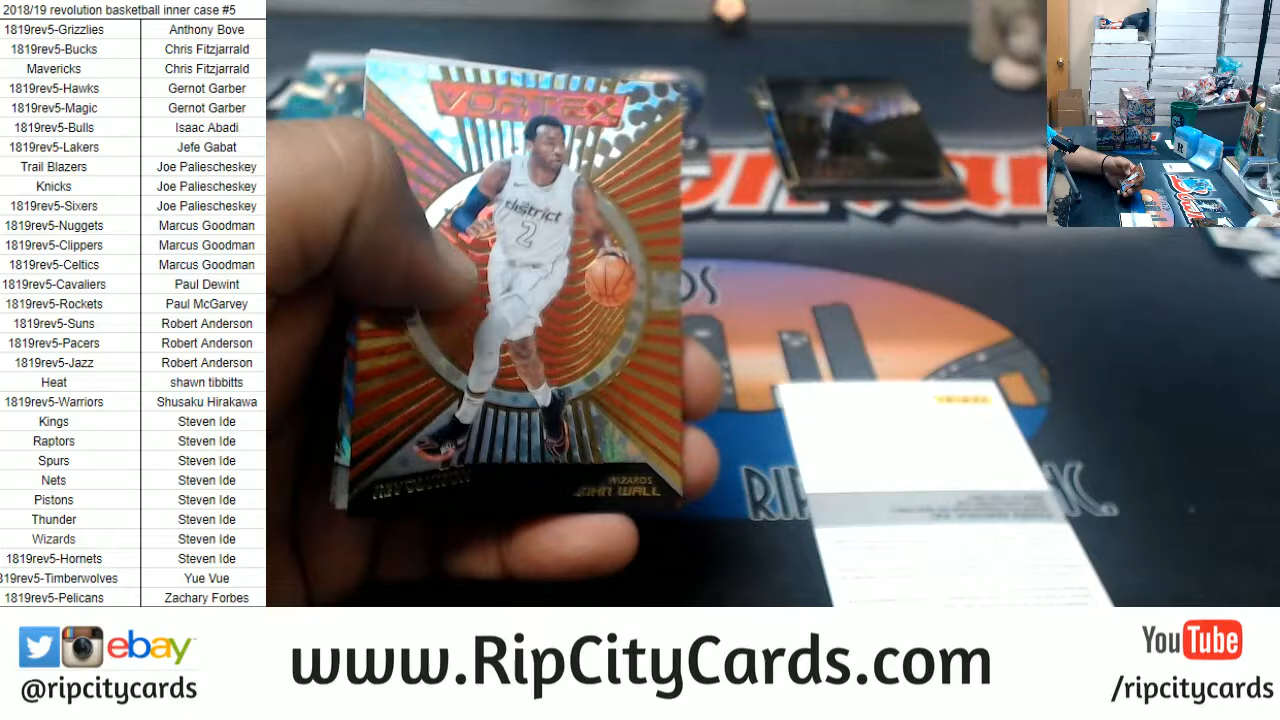 2018/19 revolution basketball inner case #5
1819rev5-Grizzlies Anthony Bove
1819rev5-Bucks Chris Fitzjarrald
Mavericks Chris Fitzjarrald
1819rev5-Hawks Gernot Garber
1819rev5-Magic Gernot Garber
1819rev5-Bulls Isaac Abadi
1819rev5-Lakers Jefe Gabat
Trail Blazers Joe Paliescheskey
Knicks Joe Paliescheskey
Sixers Joe Paliescheskey
1819rev5-Nuggets Marcus Goodman
1819rev5-Clippers Marcus Goodman
1819rev5-Celtics Marcus Goodman
1819rev5-Cavaliers Paul Dewint
1819rev5-Rockets Paul McGarvey
1819rev5-Suns Robert Anderson
1819rev5-Pacers Robert Anderson
1819rev5-Jazz Robert Anderson
Heat shawn tibbitts
1819rev5-Warriors Shusaku Hirakawa
Kings Steven Ide
Raptors Steven Ide
Spurs Steven Ide
Nets Steven Ide
Pistons Steven Ide
Thunder Steven Ide
Wizards Steven Ide
1819rev5-Hornets Steven Ide
819rev5-Timberwolves Yue Vue
1819rev5-Pelicans Zachary Forbes
VORTEX
district
2
WIZARDS
JOHN WALL
RIP
ebay
@ripcitycards
www.RipCityCards.com
YouTube
/ripcitycards